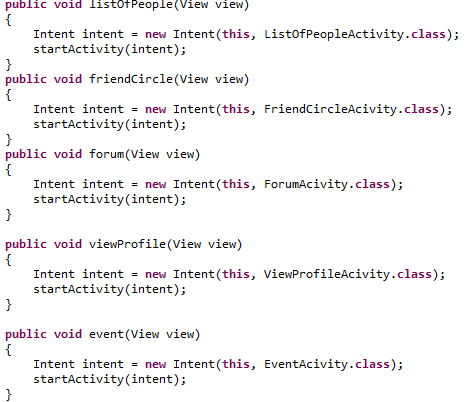 public void listOfPeople(View view)
{
    Intent intent = new Intent(this, ListOfPeopleActivity.class);
    startActivity(intent);
}
public void friendCircle(View view)
{
    Intent intent = new Intent(this, FriendCircleAcivity.class);
    startActivity(intent);
}
public void forum(View view)
{
    Intent intent = new Intent(this, ForumAcivity.class);
    startActivity(intent);
}
public void viewProfile(View view)
{
    Intent intent = new Intent(this, ViewProfileAcivity.class);
    startActivity(intent);
}
public void event(View view)
{
    Intent intent = new Intent(this, EventAcivity.class);
    startActivity(intent);
}